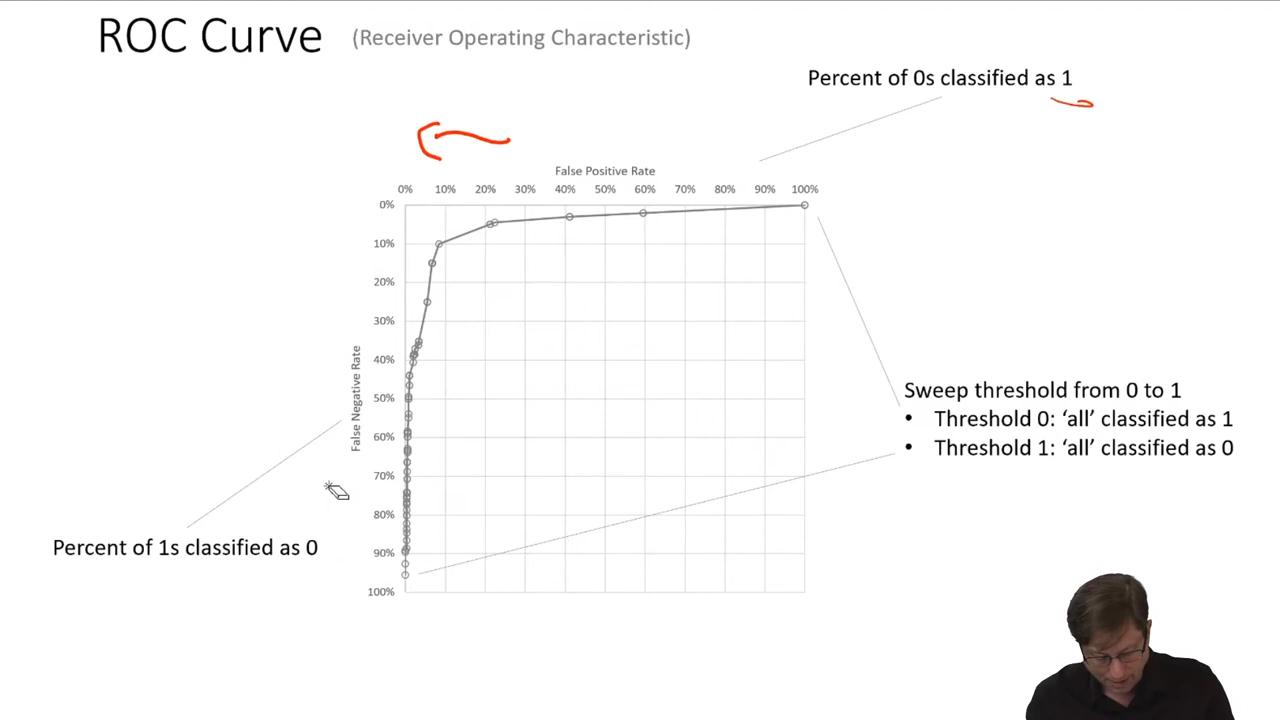 ROC Curve (Receiver Operating Characteristic)
Percent of 0s classified as 1
False Positive Rate
0% 10% 20% 30% 40% 50% 60% 70% 80% 90% 100%
0%
10%
20%
30%
40%
50%
60%
70%
80%
90%
100%
False Negative Rate
Sweep threshold from 0 to 1
• Threshold 0: ‘all’ classified as 1
• Threshold 1: ‘all’ classified as 0
Percent of 1s classified as 0